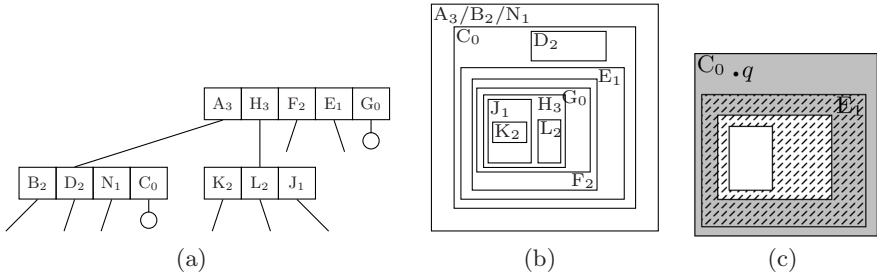 A3 H3 F2 E1 G0
B2 D2 N1 C0
K2 L2 J1
(a)
A3/B2/N1
C0
D2
E1
G0
J1
H3
K2
L2
F2
(b)
C0 q
E1
(c)